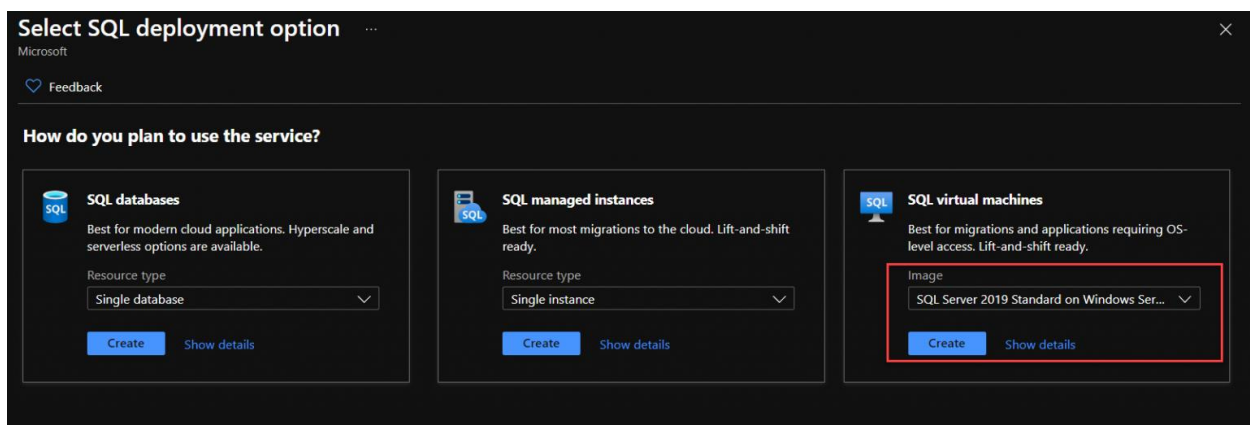 Select SQL deployment option ...
Microsoft
Feedback
How do you plan to use the service?
SQL
SQL databases
Best for modern cloud applications. Hyperscale and
serverless options are available.
Resource type
Single database
Create Show details
SQL
SQL managed instances
Best for most migrations to the cloud. Lift-and-shift
ready.
Resource type
Single instance
Create Show details
SQL
SQL virtual machines
Best for migrations and applications requiring OS-
level access. Lift-and-shift ready.
Image
SQL Server 2019 Standard on Windows Ser...
Create Show details